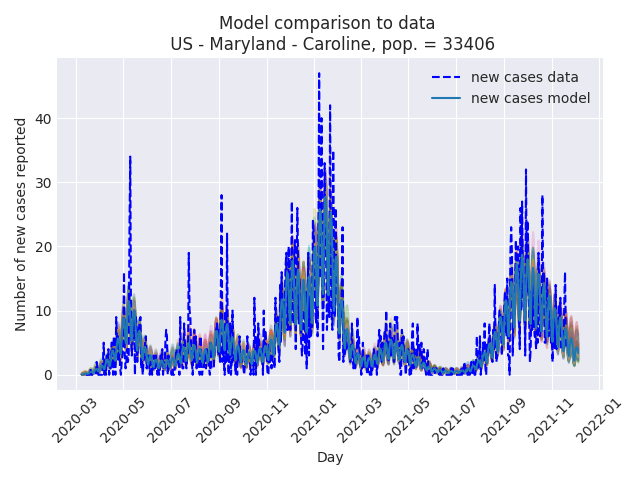 Model comparison to data
US - Maryland - Caroline, pop. = 33406
new cases data
new cases model
Number of new cases reported
40
30
20
10
0
2020-03
2020-05
2020-07
2020-09
2020-11
2021-01
2021-03
2021-05
2021-07
2021-09
2021-11
2022-01
Day